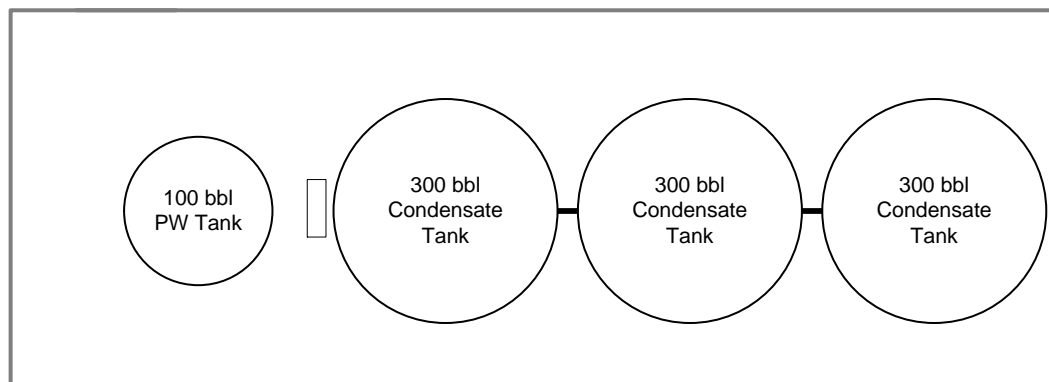 100 bbl
PW Tank
300 bbl
Condensate
Tank
300 bbl
Condensate
Tank
300 bbl
Condensate
Tank